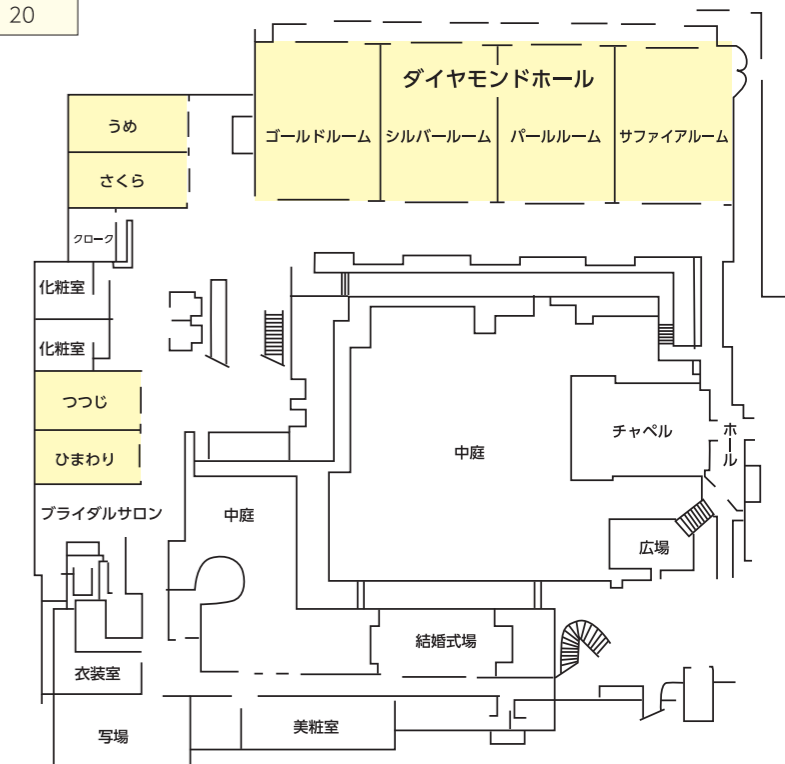 20
ダイヤモンドホール
うめ
ゴールドルーム
シルバールーム
パールルーム
サファイアルーム
さくら
クローク
化粧室
化粧室
つつじ
チャペル
ホール
中庭
ひまわり
ブライダルサロン
中庭
広場
結婚式場
衣装室
美粧室
写場